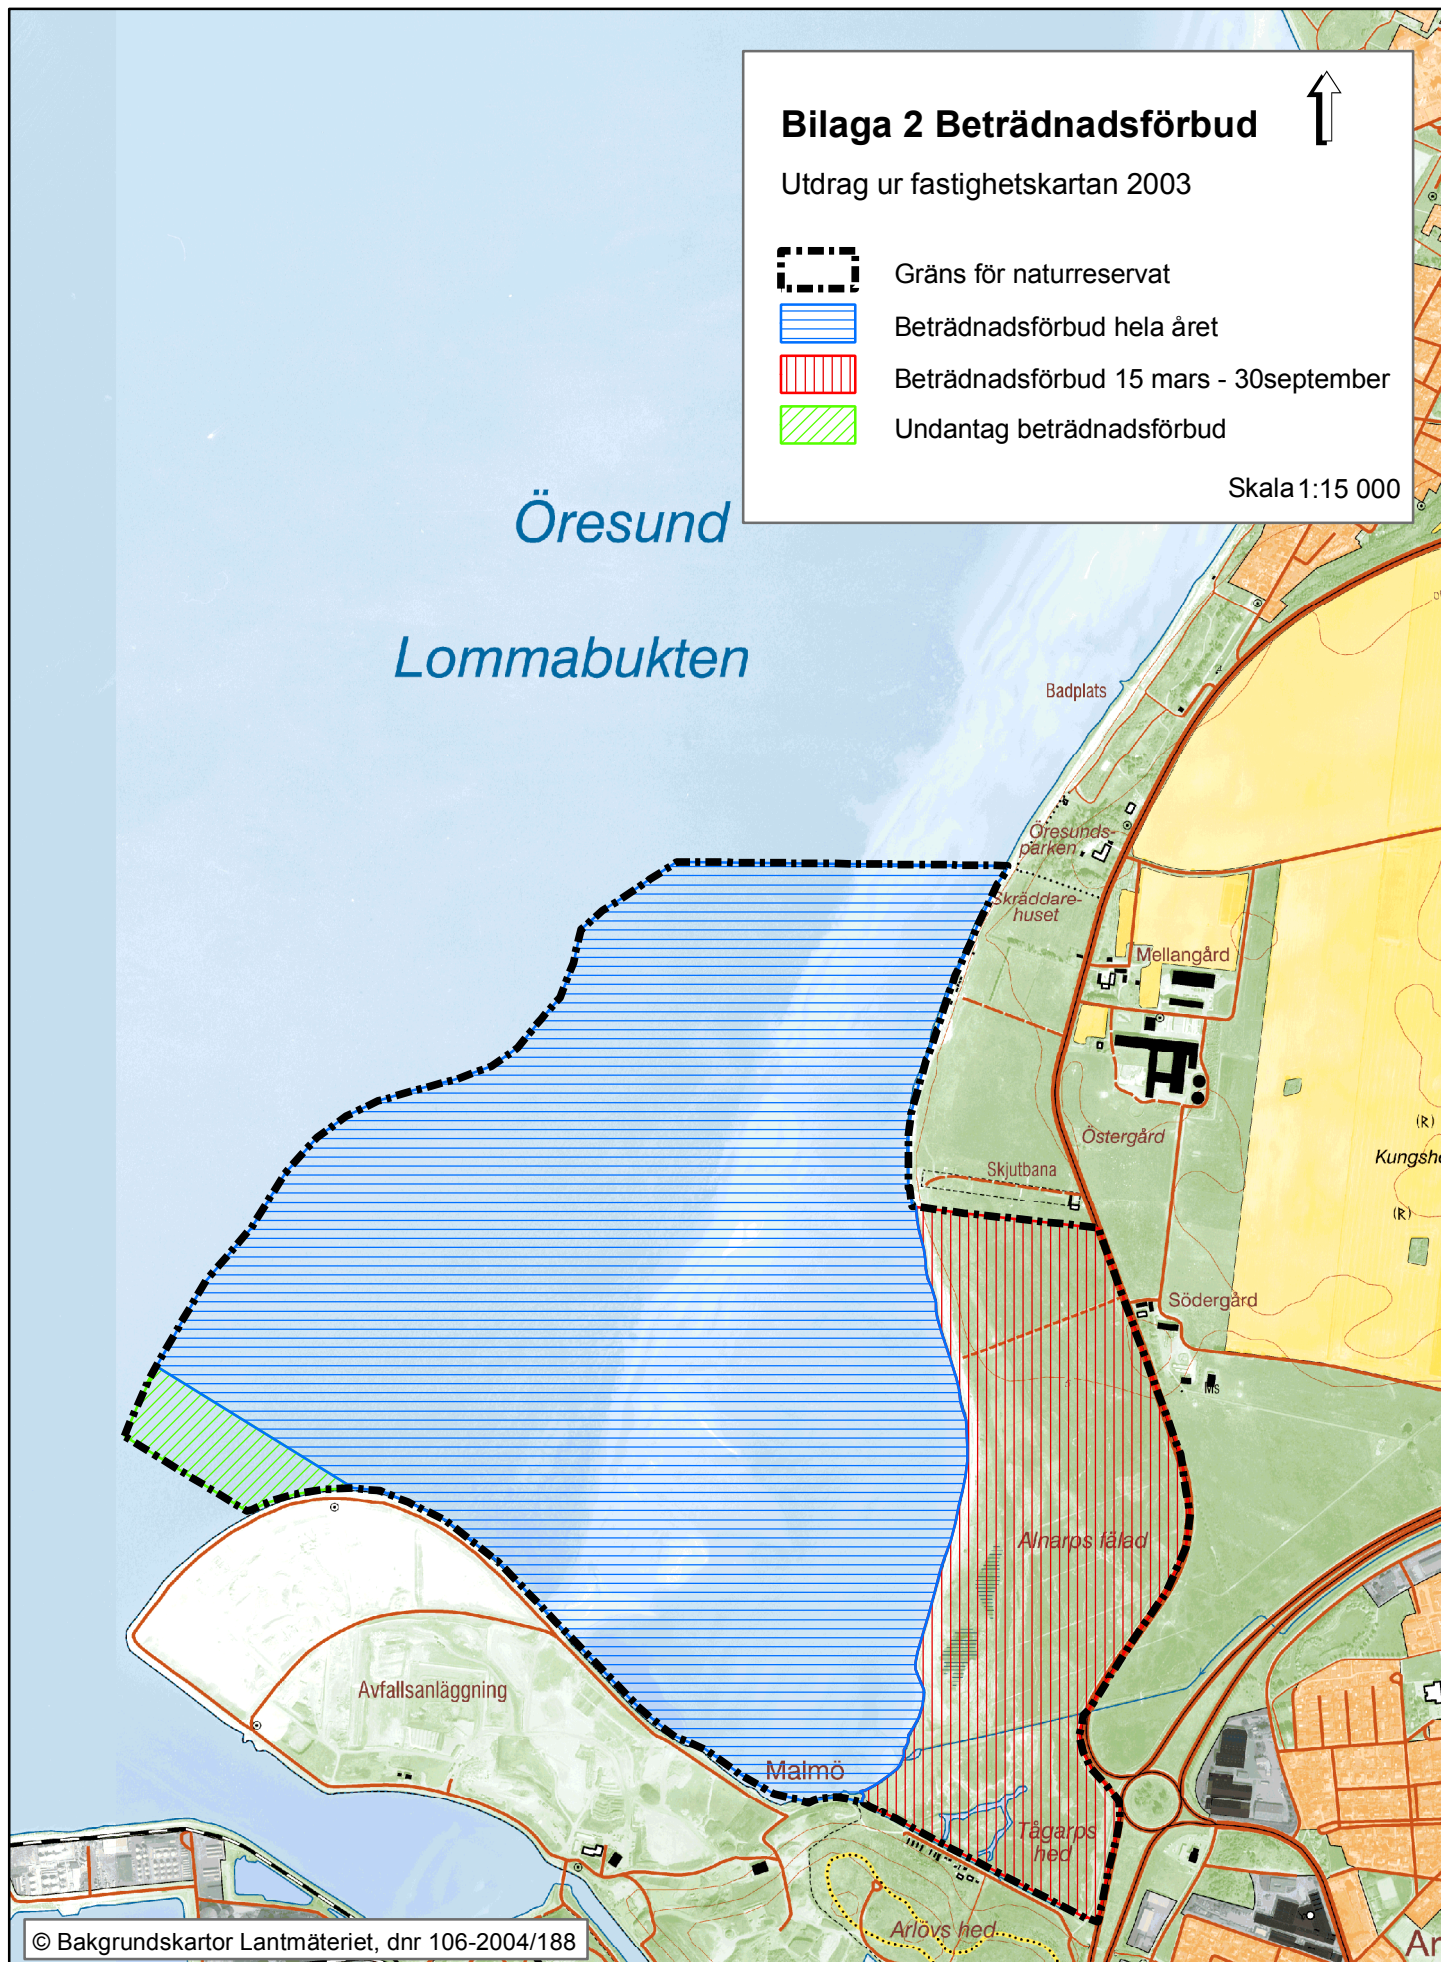 Bilaga 2 Beträdnadsförbud
Utdrag ur fastighetskartan 2003
Gräns för naturreservat
Beträdnadsförbud hela året
Beträdnadsförbud 15 mars - 30september
Undantag beträdnadsförbud
Skala 1:15 000
Öresund
Lommabukten
Badplats
Öresunds-
parken
Skräddare-
huset
Mellangård
Östergård
(R)
Kungsh
Skjutbana
(R)
Södergård
Ms
Alnarps fälad
Avfallsanläggning
Malmö
Tågarps
hed
Arlövs hed
Ar
© Bakgrundskartor Lantmäteriet, dnr 106-2004/188